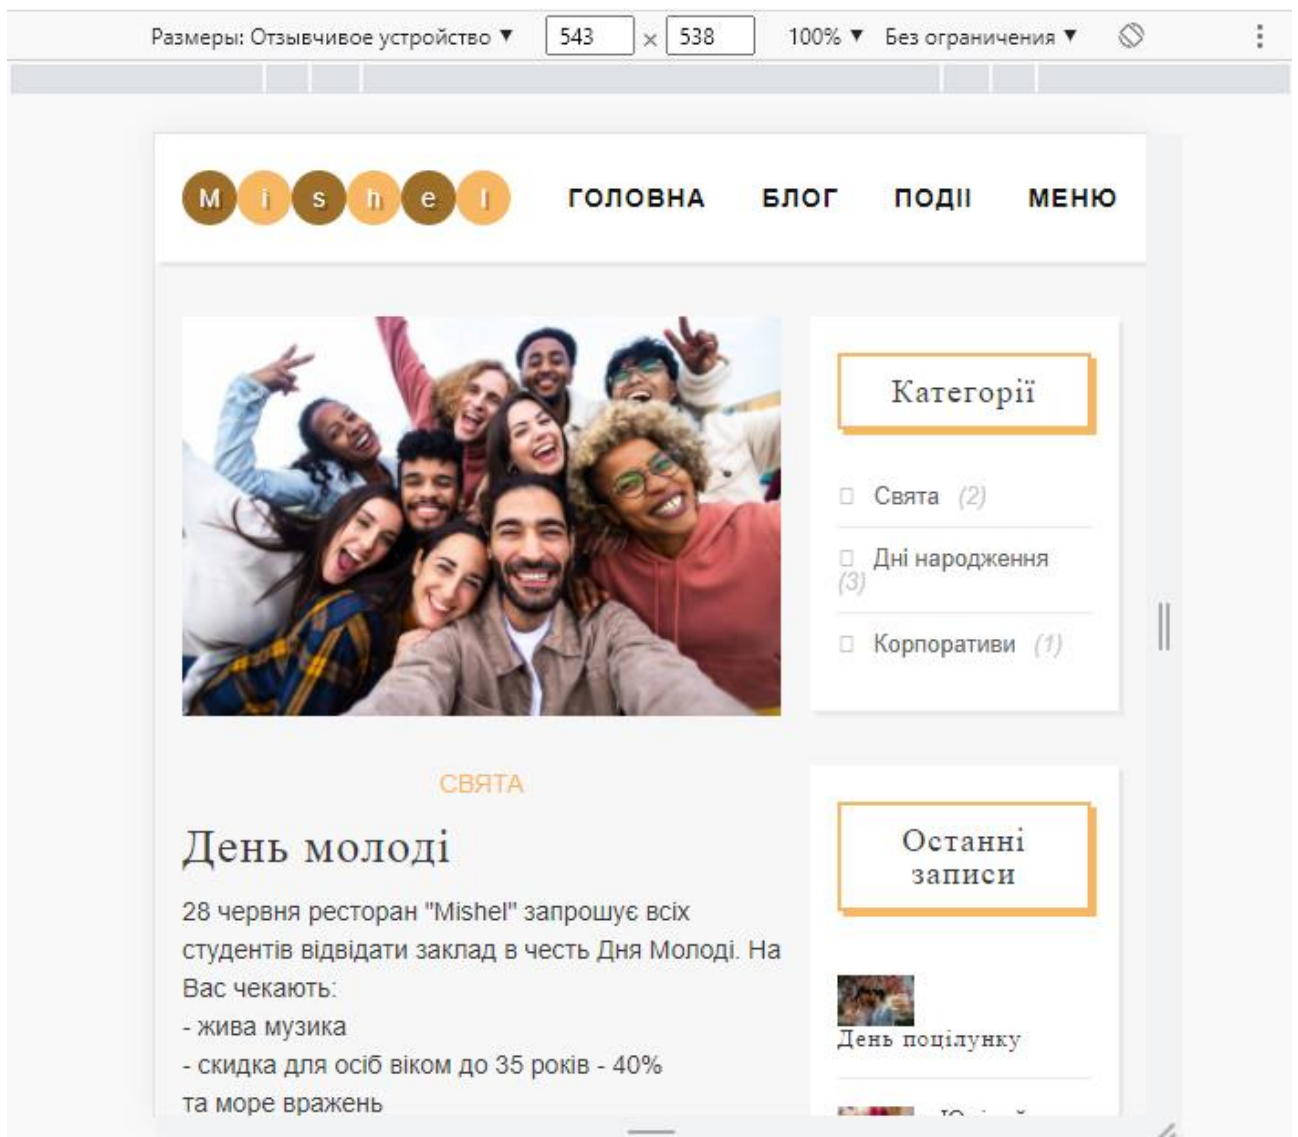 Размеры: Отзывчивое устройство ▼ 543 × 538 100% ▼ Без ограничения ▼
Mishel ГОЛОВНА БЛОГ ПОДІІ МЕНЮ
Категорії
Свята (2)
Дні народження
(3)
Корпоративи (1)
СВЯТА
День молоді
28 червня ресторан "Mishel" запрошує всіх
студентів відвідати заклад в честь Дня Молоді. На
Вас чекають:
- жива музика
- скидка для осіб віком до 35 років - 40%
та море вражень
Останні
записи
День поцілунку